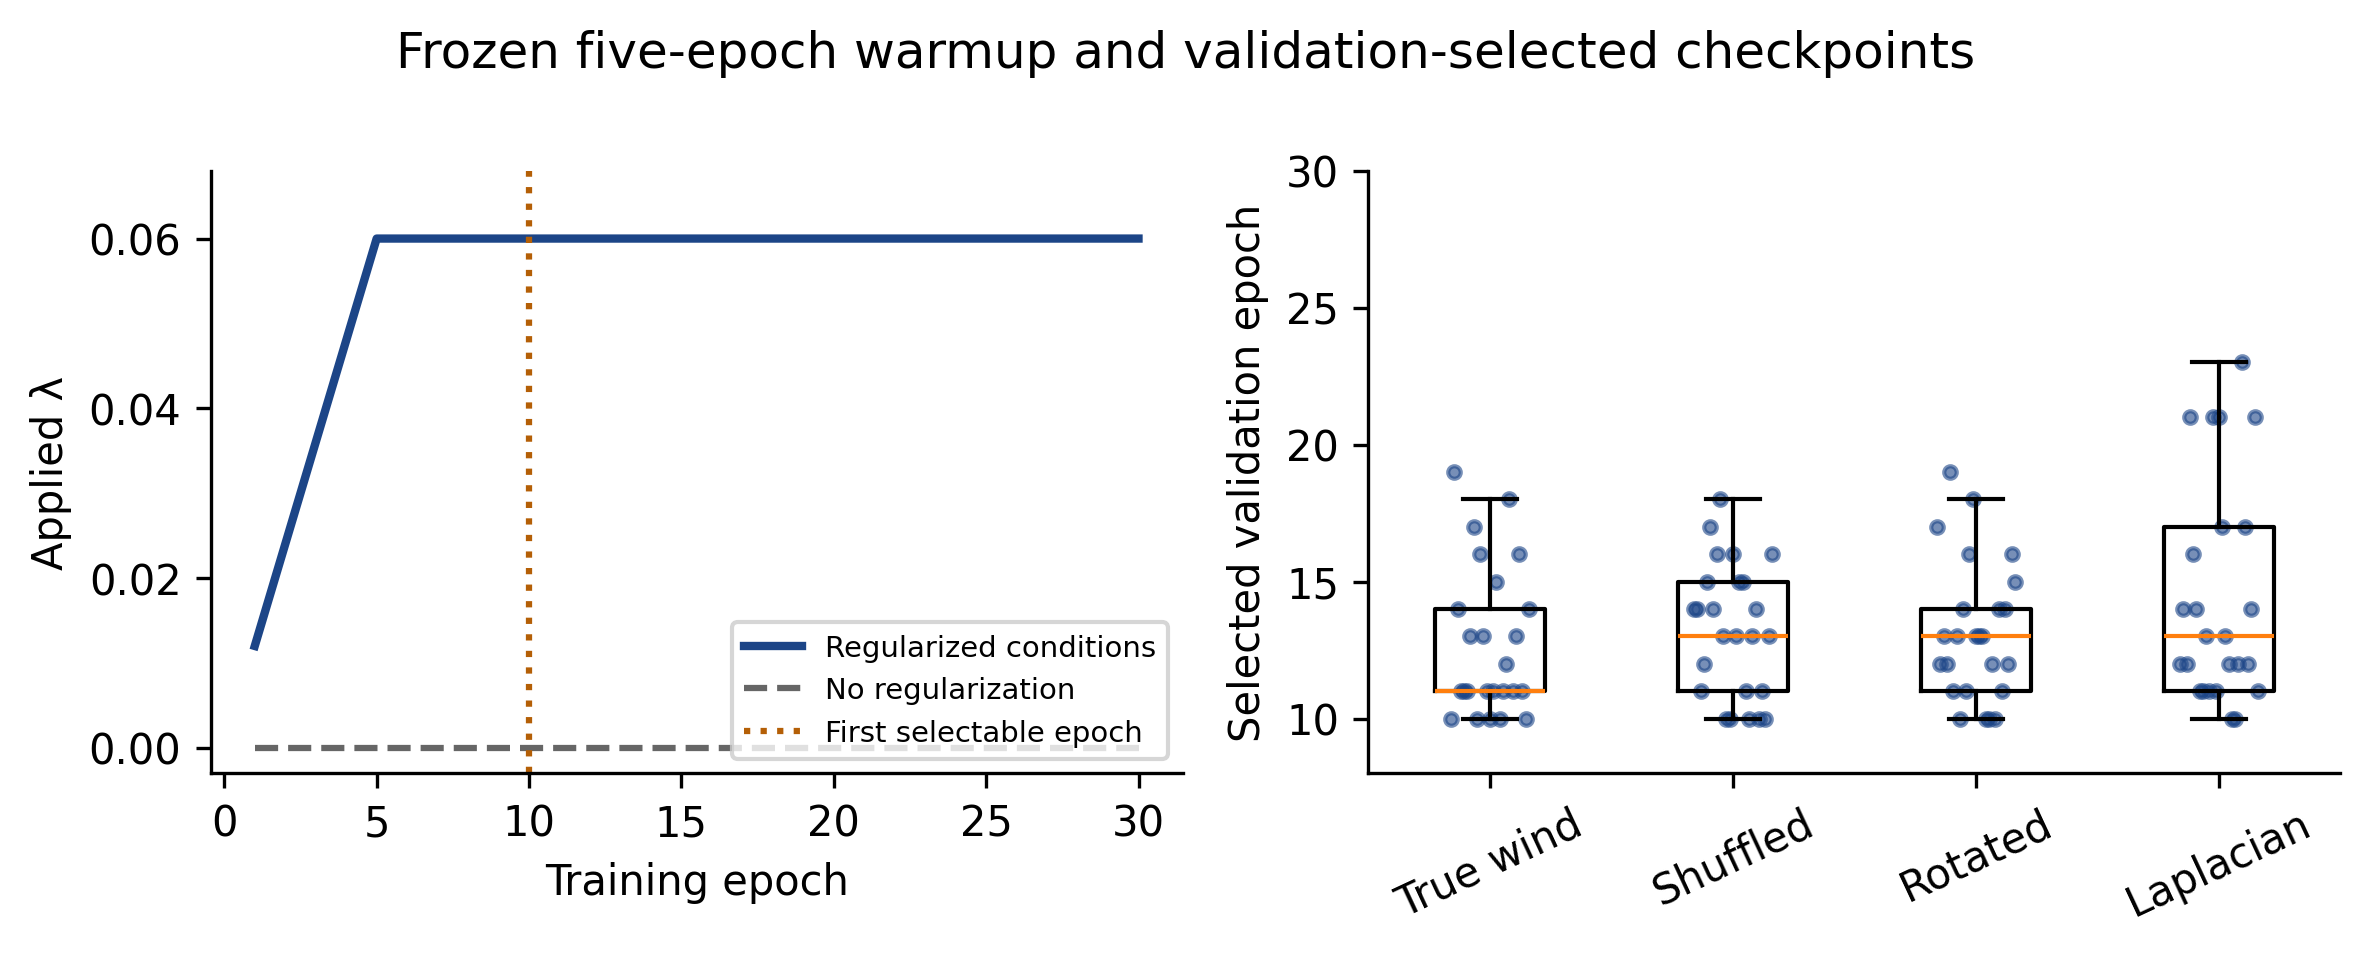 Frozen five-epoch warmup and validation-selected checkpoints
Applied λ
0.06
0.04
0.02
0.00
Regularized conditions
No regularization
First selectable epoch
0 5 10 15 20 25 30
Training epoch
Selected validation epoch
30
25
20
15
10
True wind Shuffled Rotated Laplacian